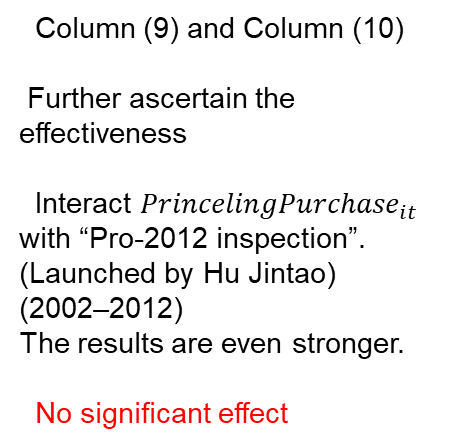 Column (9) and Column (10)
Further ascertain the
effectiveness
Interact PrincelingPurchase_{it}
with “Pro-2012 inspection”.
(Launched by Hu Jintao)
(2002–2012)
The results are even stronger.
No significant effect